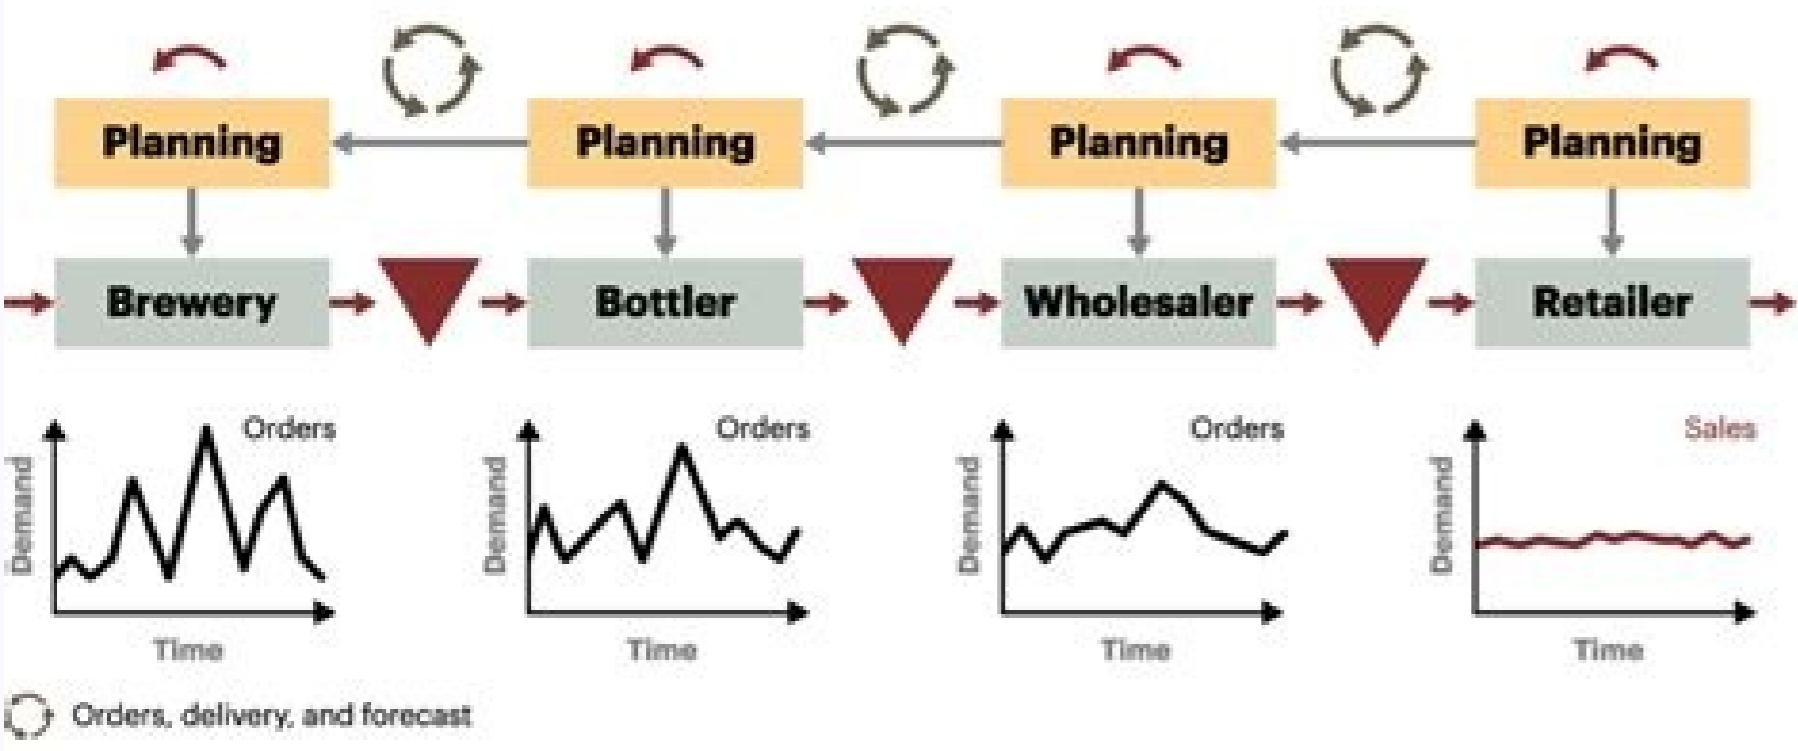 Planning
Planning
Planning
Planning
Brewery
Bottler
Wholesaler
Retailer
Orders
Orders
Orders
Sales
Demand
Demand
Demand
Demand
Time
Time
Time
Time
Orders, delivery, and forecast